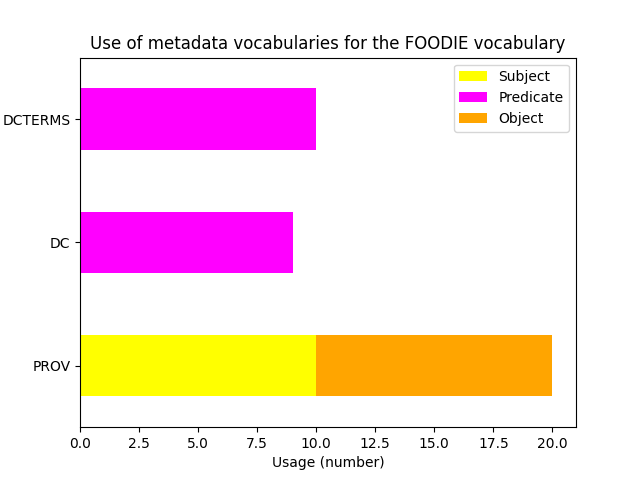 Use of metadata vocabularies for the FOODIE vocabulary
Subject
Predicate
Object
DCTERMS
DC
PROV
0.0 2.5 5.0 7.5 10.0 12.5 15.0 17.5 20.0
Usage (number)